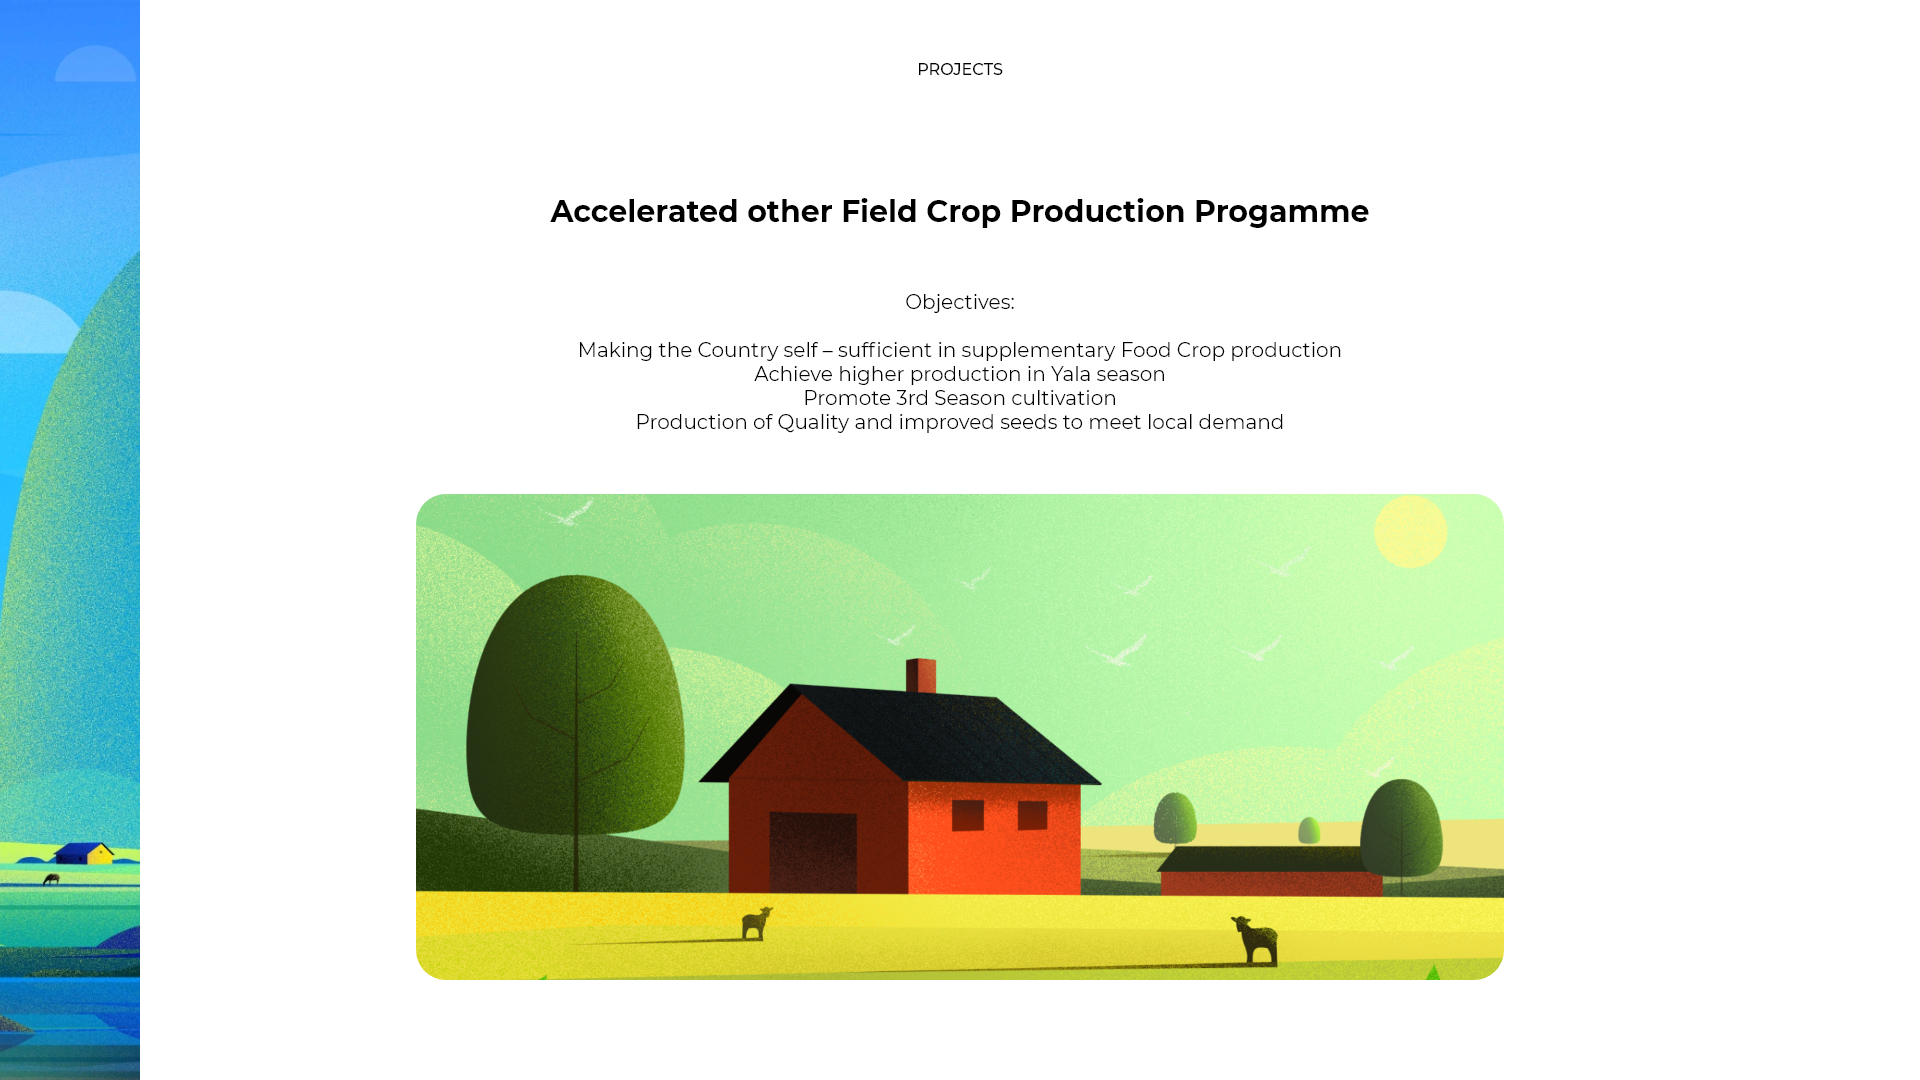 PROJECTS
Accelerated other Field Crop Production Progamme
Objectives:
Making the Country self – sufficient in supplementary Food Crop production
Achieve higher production in Yala season
Promote 3rd Season cultivation
Production of Quality and improved seeds to meet local demand